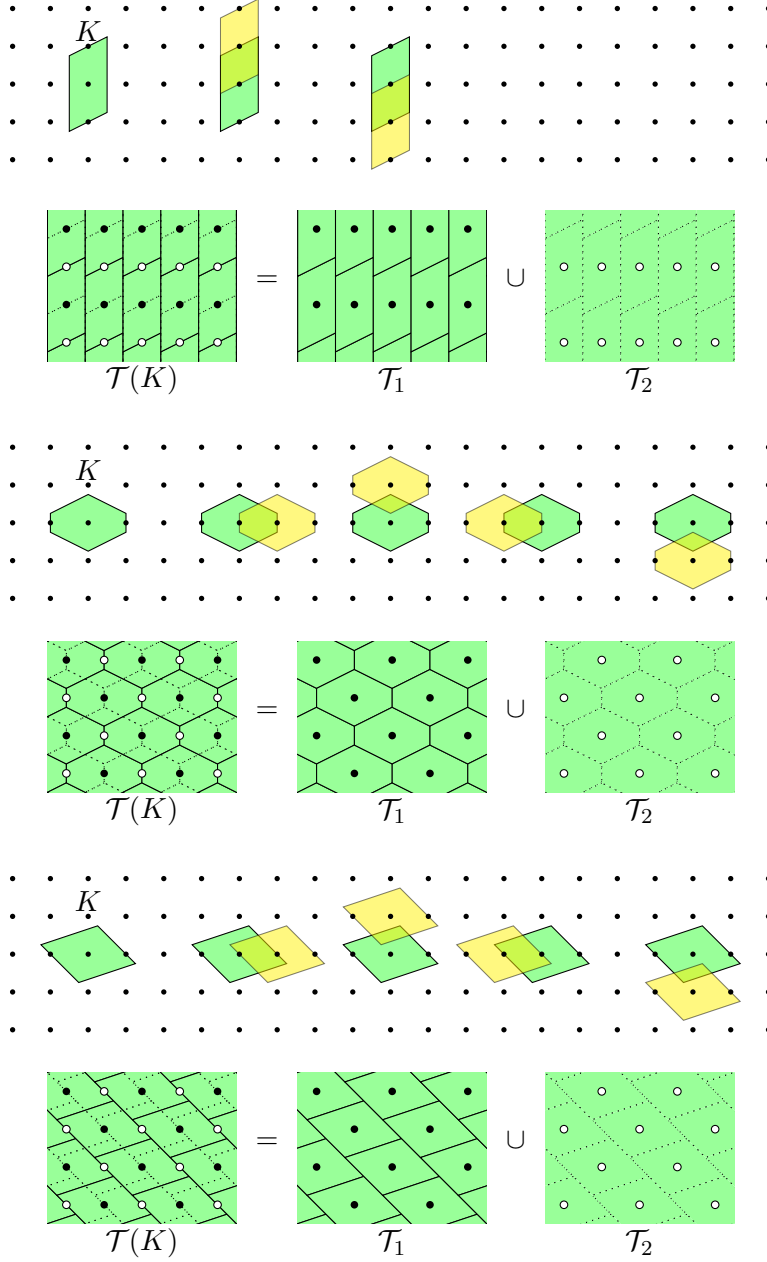 K
=
∪
𝒯(K)
𝒯₁
𝒯₂
K
=
∪
𝒯(K)
𝒯₁
𝒯₂
K
=
∪
𝒯(K)
𝒯₁
𝒯₂